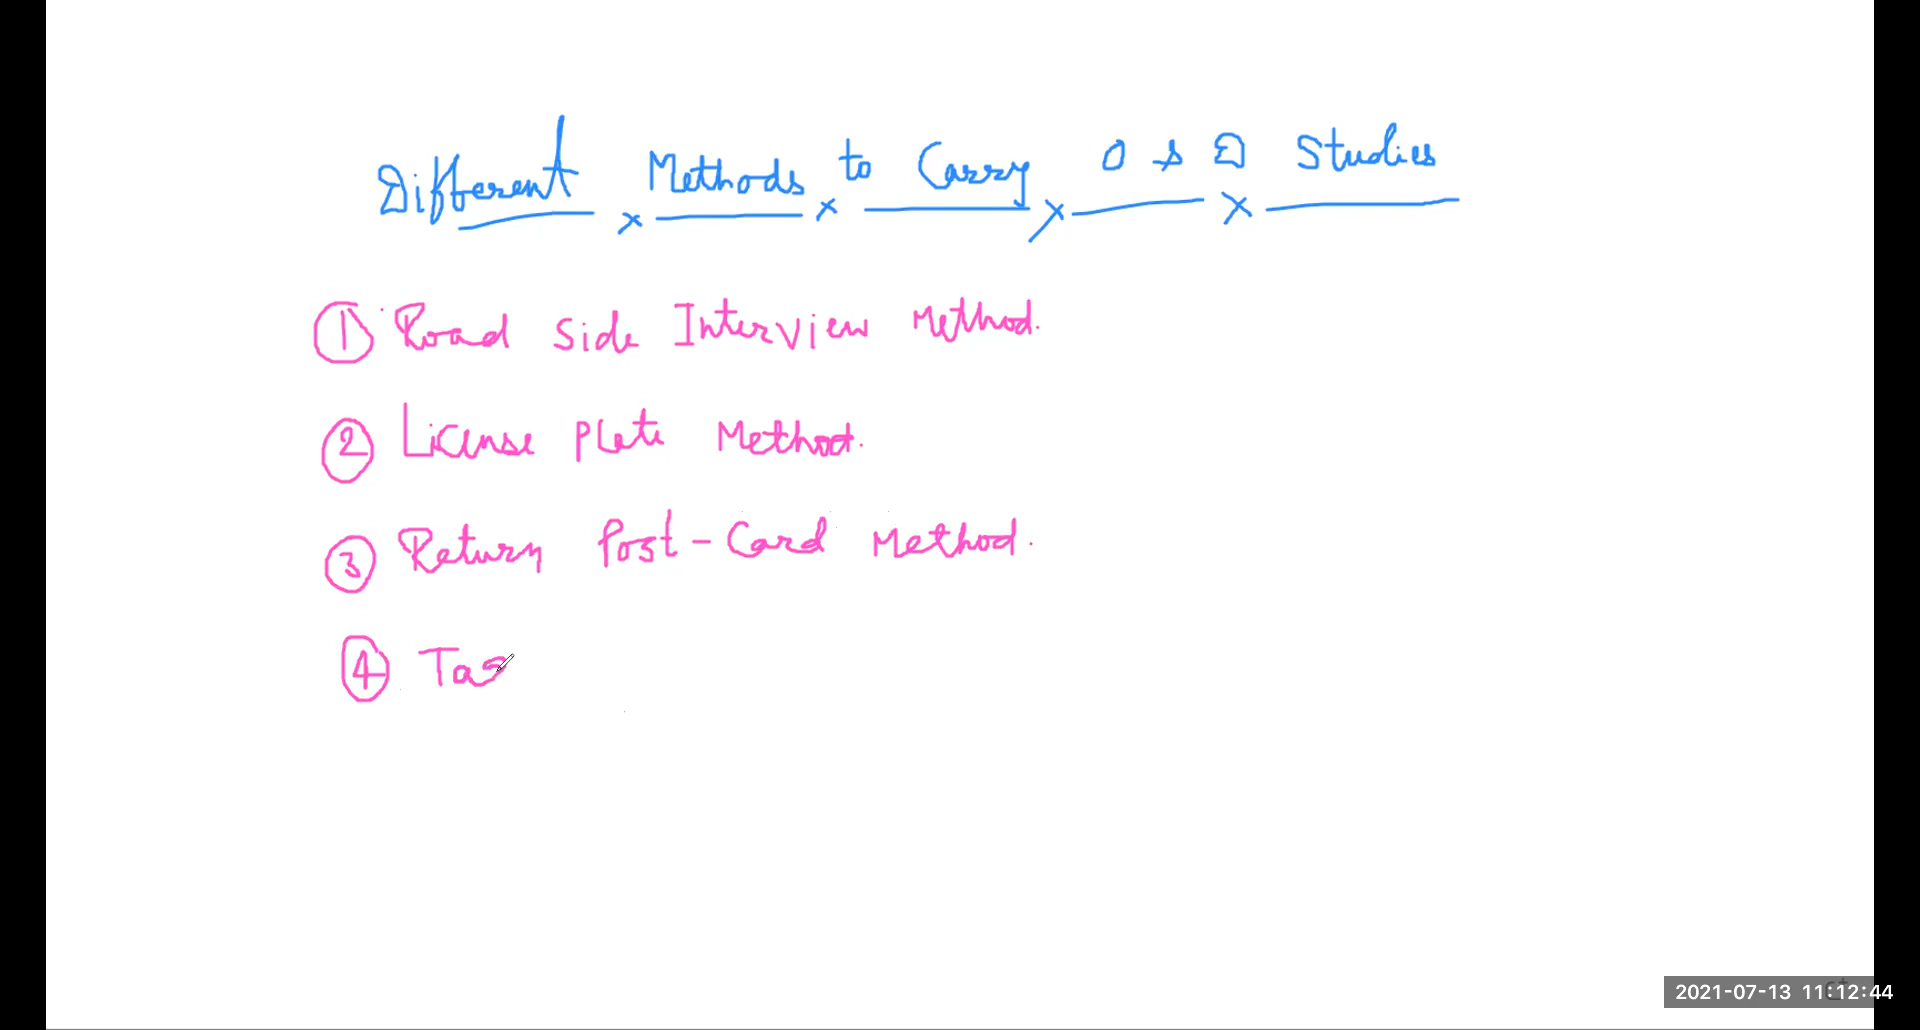 Different Methods to Carry O & D Studies
① Road Side Interview Method.
② License Plate Method.
③ Return Post-Card Method.
④ Tag
2021-07-13 11:12:44